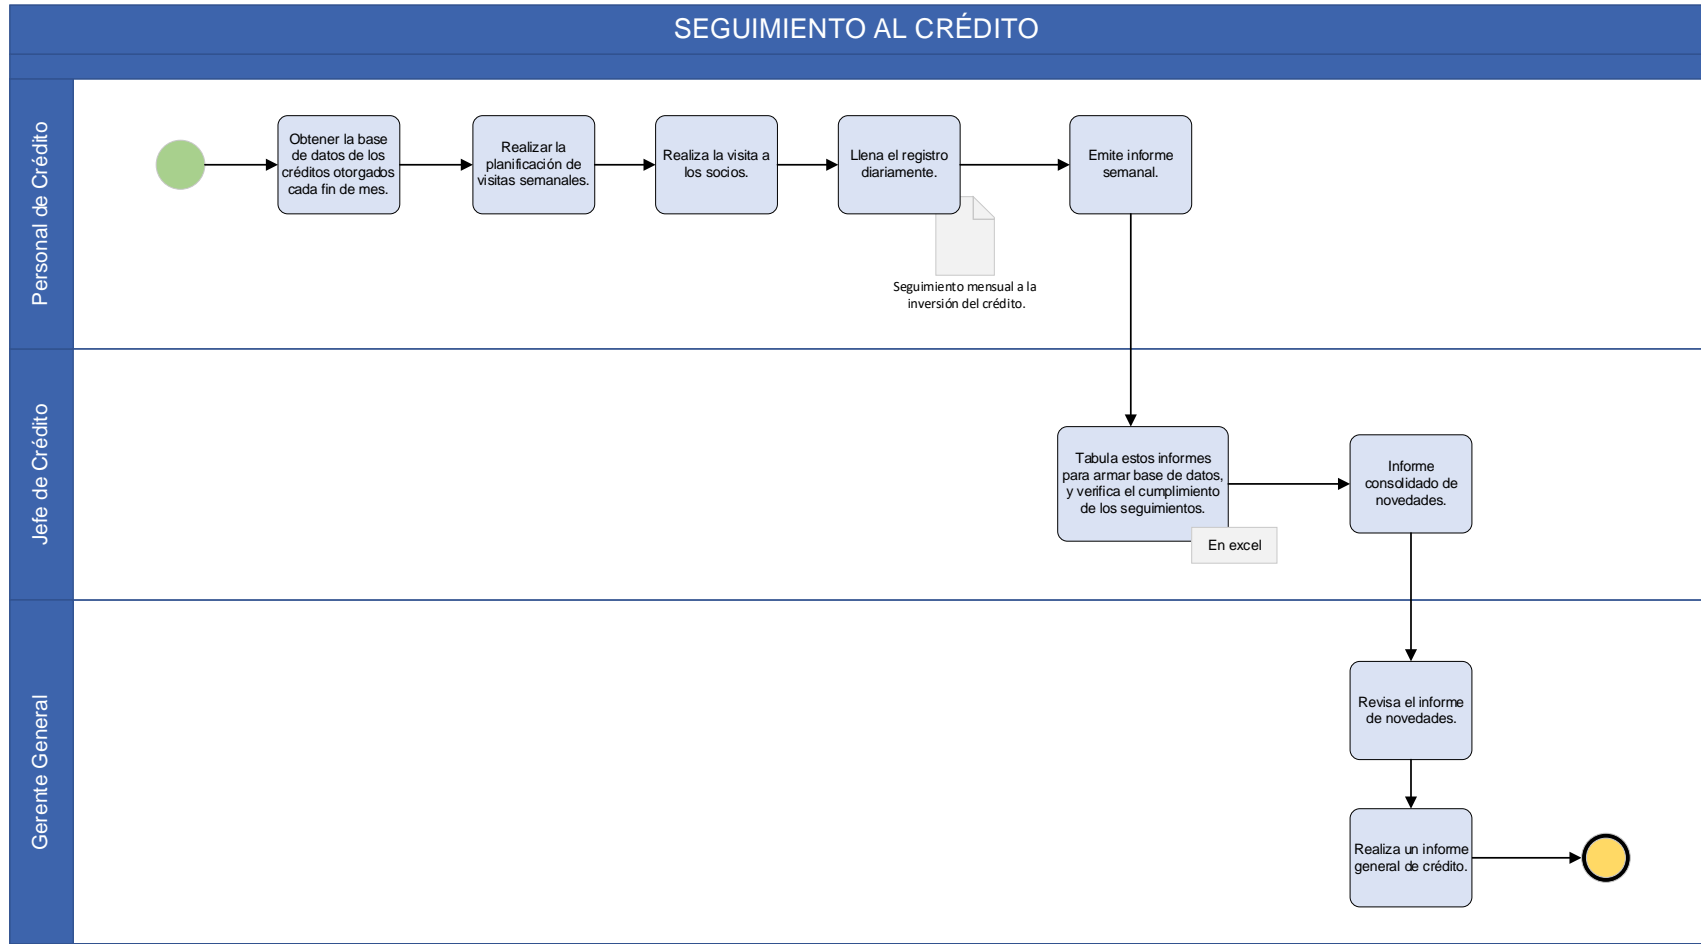 SEGUIMIENTO AL CRÉDITO
Personal de Crédito
Obtener la base
de datos de los
créditos otorgados
cada fin de mes.
Realizar la
planificación de
visitas semanales.
Realiza la visita a
los socios.
Llena el registro
diariamente.
Emite informe
semanal.
Seguimiento mensual a la
inversión del crédito.
Jefe de Crédito
Tabula estos informes
para armar base de datos,
y verifica el cumplimiento
de los seguimientos.
En excel
Informe
consolidado de
novedades.
Gerente General
Revisa el informe
de novedades.
Realiza un informe
general de crédito.